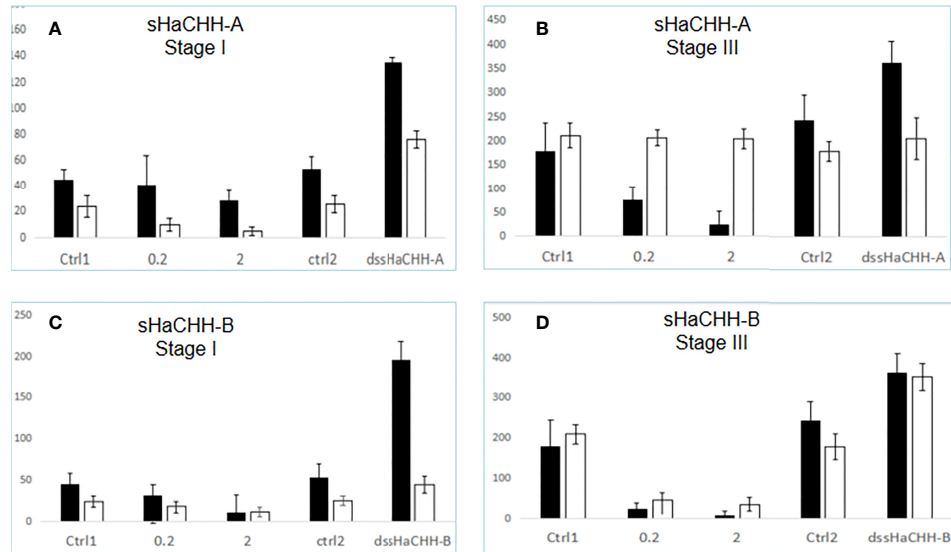 A
sHaCHH-A
Stage I
160
140
120
100
80
60
40
20
0
Ctrl1 0.2 2 ctrl2 dssHaCHH-A
B
sHaCHH-A
Stage III
450
400
350
300
250
200
150
100
50
0
Ctrl1 0.2 2 Ctrl2 dssHaCHH-A
C
sHaCHH-B
Stage I
250
200
150
100
50
0
Ctrl1 0.2 2 ctrl2 dssHaCHH-B
D
sHaCHH-B
Stage III
500
400
300
200
100
0
Ctrl1 0.2 2 Ctrl2 dssHaCHH-B